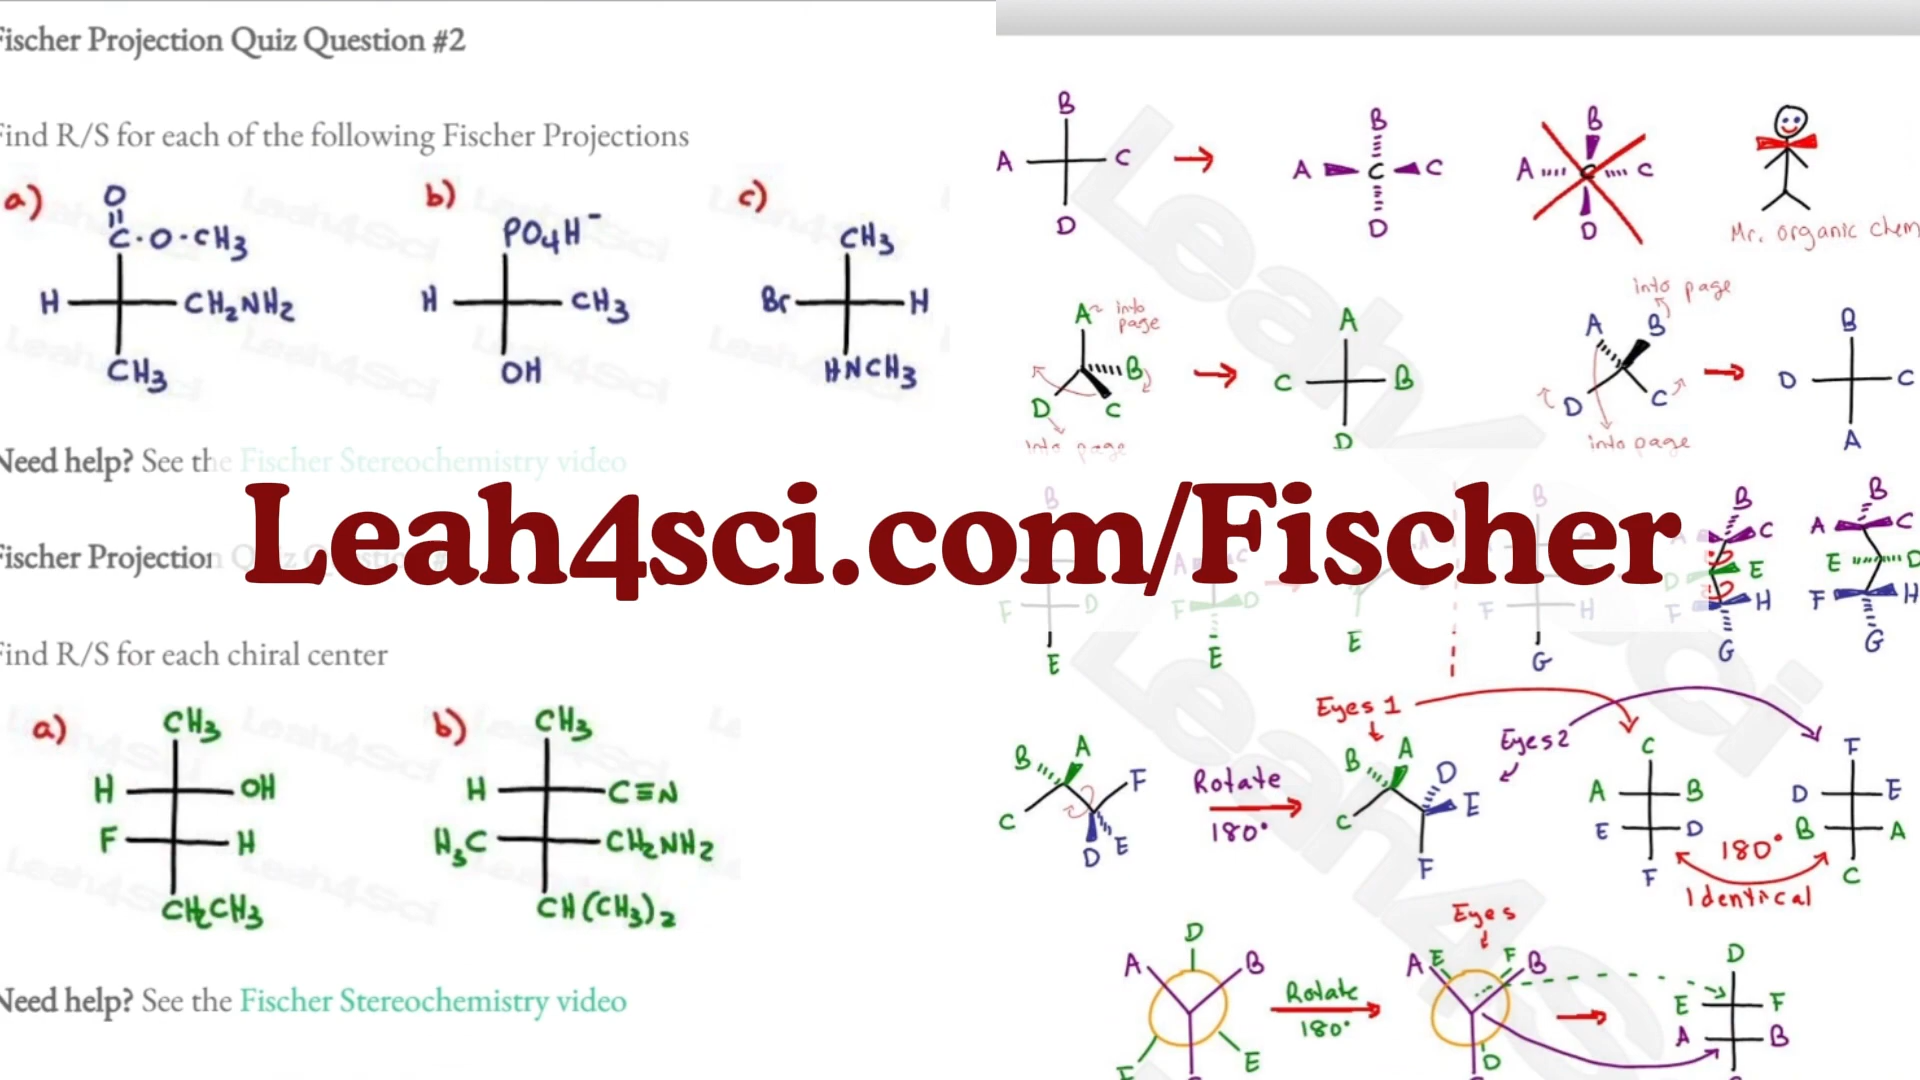 Fischer Projection Quiz Question #2
Find R/S for each of the following Fischer Projections
a)
O
C-O-CH3
H
CH2NH2
CH3
b)
PO4H-
H
CH3
OH
c)
CH3
Br
H
HNCH3
Need help? See the Fischer Stereochemistry video
Leah4sci.com/Fischer
Fischer Projection Quiz Question
Find R/S for each chiral center
a)
CH3
H
OH
F
H
CH2CH3
b)
CH3
H
C≡N
H3C
CH2NH2
CH(CH3)2
Need help? See the Fischer Stereochemistry video
B
A
C
D
B
A
C
C
D
B
A
C
C
D
Mr. organic chem
A
into
page
B
D
C
into page
A
C
B
D
into page
A
B
D
C
into page
B
D
C
A
B
F
D
E
A
C
F
D
E
A
E
B
F
H
G
B
A
C
D
E
F
H
G
B
A
C
E
D
F
H
G
Eyes 1
Eyes 2
B
A
F
C
D
E
Rotate
180°
B
A
D
E
C
F
C
A
B
E
D
F
180°
Identical
F
D
E
B
A
C
D
A
B
F
E
Rotate
180°
Eyes
A
E
F
B
D
D
E
F
A
B
Leah4sci